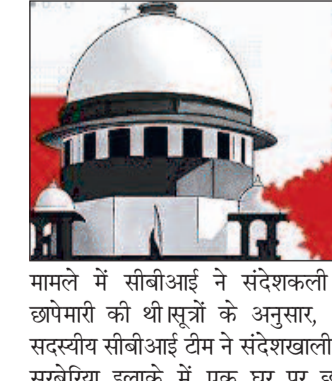 मामले में सीबीआई ने संदेशकली
छापेमारी की थी।सूत्रों के अनुसार,
सदस्यीय सीबीआई टीम ने संदेशखाली
सरबेरिया इलाके में एक घर पर